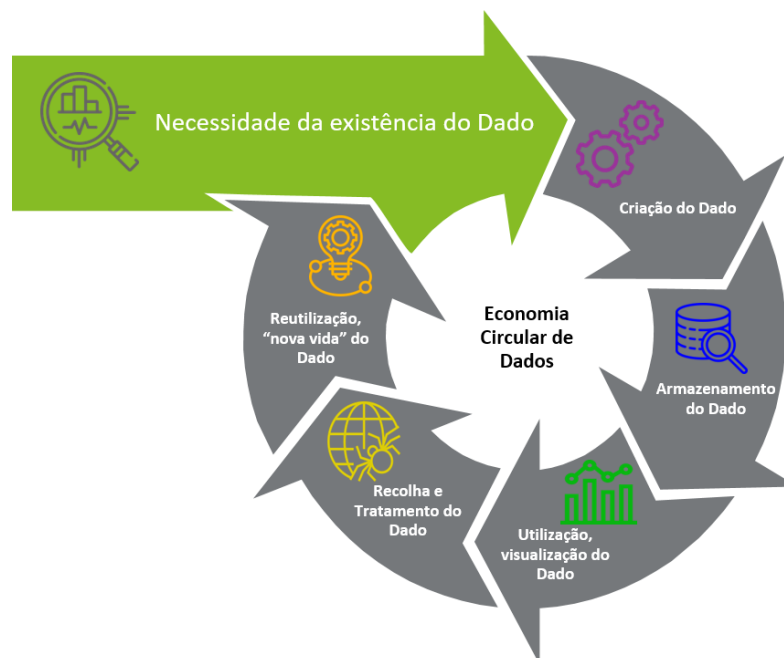 Necessidade da existência do Dado
Criação do Dado
Armazenamento
do Dado
Utilização,
visualização do
Dado
Recolha e
Tratamento do
Dado
Reutilização,
“nova vida” do
Dado
Economia
Circular de
Dados